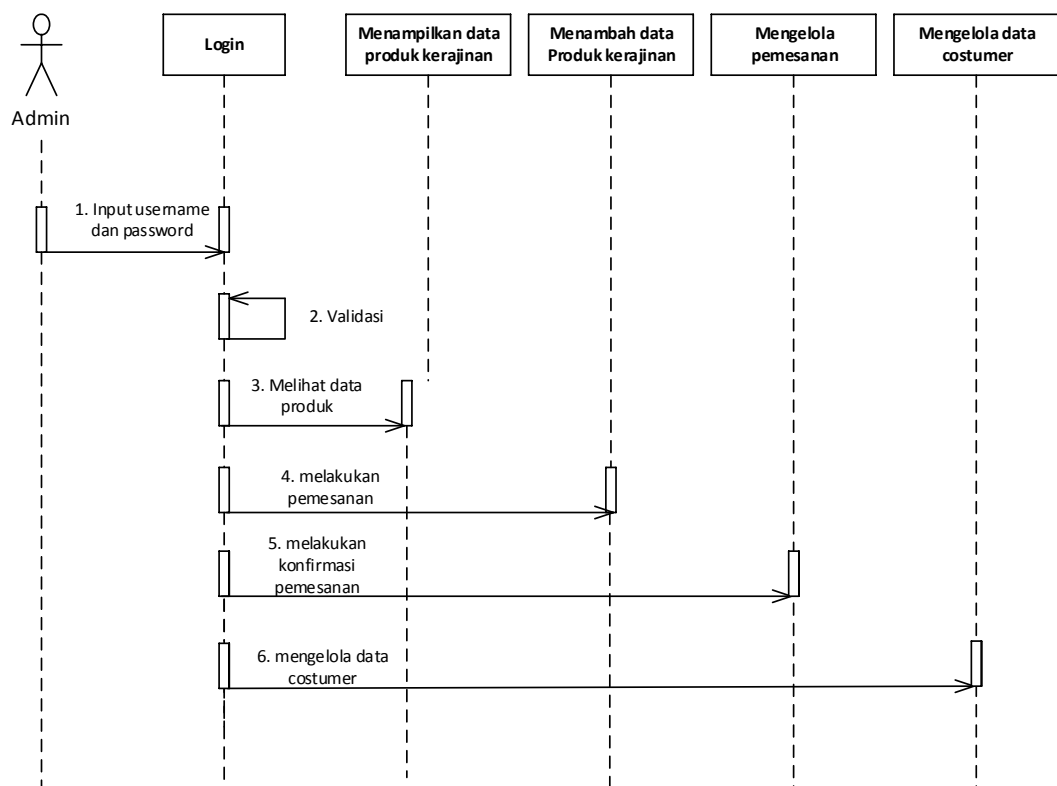 Admin
Login
Menampilkan data
produk kerajinan
Menambah data
Produk kerajinan
Mengelola
pemesanan
Mengelola data
costumer
1. Input username
dan password
2. Validasi
3. Melihat data
produk
4. melakukan
pemesanan
5. melakukan
konfirmasi
pemesanan
6. mengelola data
costumer